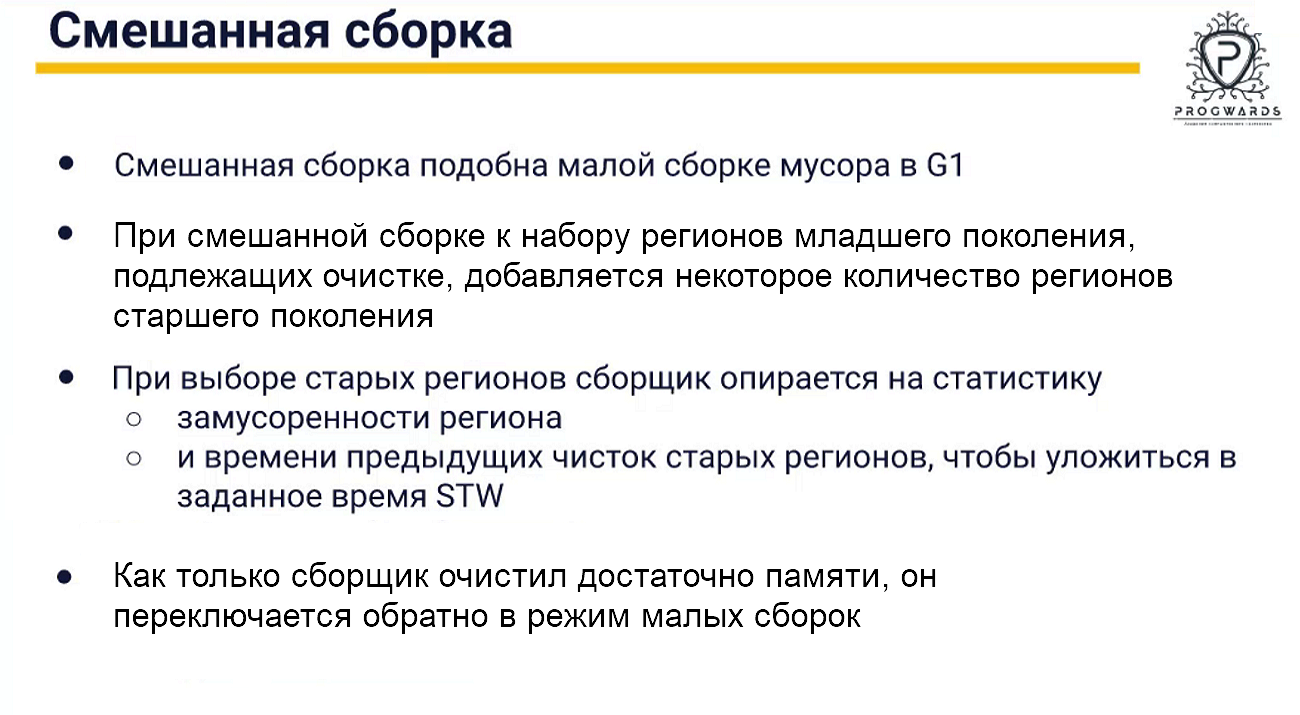 Смешанная сборка
PROGWARDS
• Смешанная сборка подобна малой сборке мусора в G1
• При смешанной сборке к набору регионов младшего поколения,
подлежащих очистке, добавляется некоторое количество регионов
старшего поколения
• При выборе старых регионов сборщик опирается на статистику
○ замусоренности региона
○ и времени предыдущих чисток старых регионов, чтобы уложиться в
заданное время STW
• Как только сборщик очистил достаточно памяти, он
переключается обратно в режим малых сборок